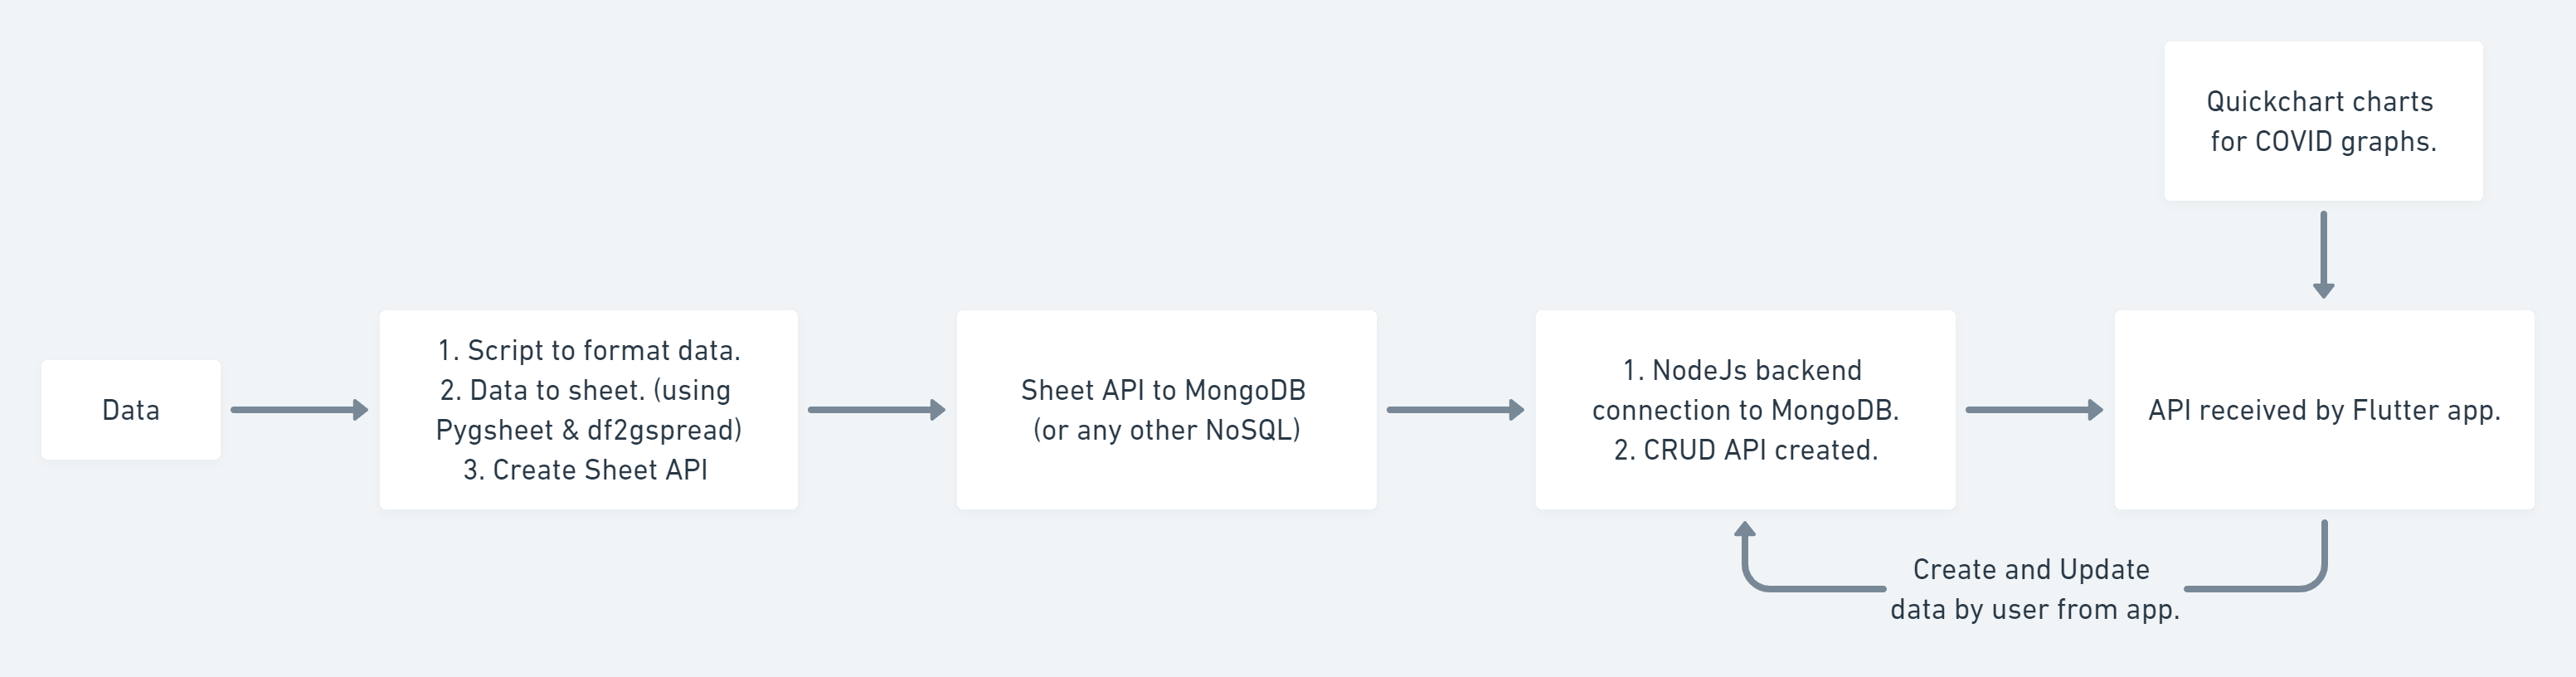 Quickchart charts
for COVID graphs.
Data
1. Script to format data.
2. Data to sheet. (using
Pygsheet & df2gspread)
3. Create Sheet API
Sheet API to MongoDB
(or any other NoSQL)
1. NodeJs backend
connection to MongoDB.
2. CRUD API created.
API received by Flutter app.
Create and Update
data by user from app.